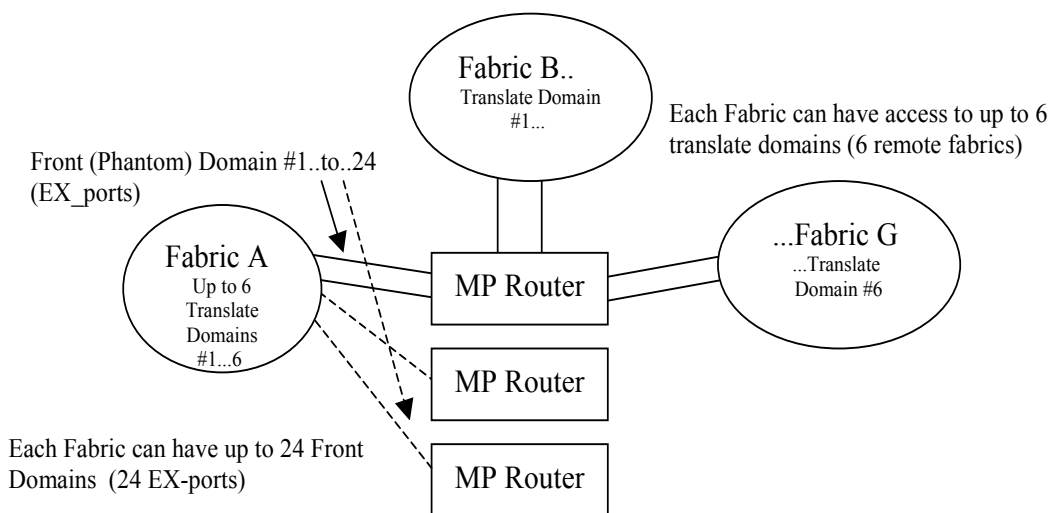 Fabric B..
Translate Domain
#1...
Each Fabric can have access to up to 6
translate domains (6 remote fabrics)
Front (Phantom) Domain #1..to..24
(EX_ports)
Fabric A
Up to 6
Translate
Domains
#1...6
MP Router
...Fabric G
...Translate
Domain #6
MP Router
Each Fabric can have up to 24 Front
Domains (24 EX-ports)
MP Router